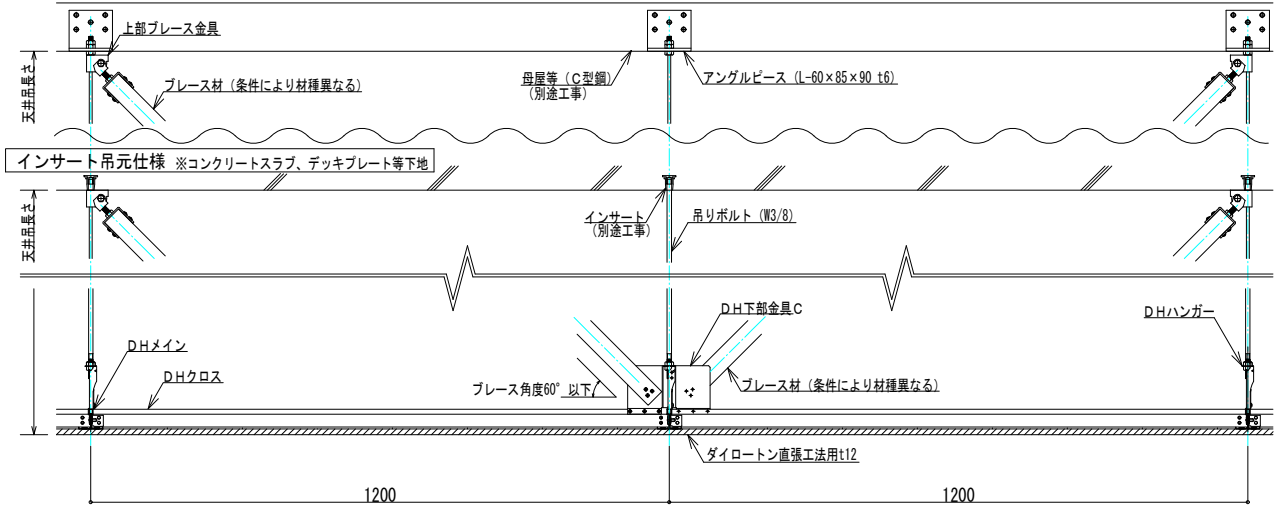 上部ブレース金具
ブレース材（条件により材種異なる）
母屋等（Ｃ型鋼）
（別途工事）
アングルピース（L-60×85×90 t6）
天井吊長さ
インサート吊元仕様 ※コンクリートスラブ、デッキプレート等下地
天井吊長さ
インサート
（別途工事）
吊りボルト（W3/8）
ＤＨ下部金具Ｃ
ＤＨハンガー
ＤＨメイン
ＤＨクロス
ブレース角度60°以下
ブレース材（条件により材種異なる）
ダイロートン直張工法用t12
1200
1200